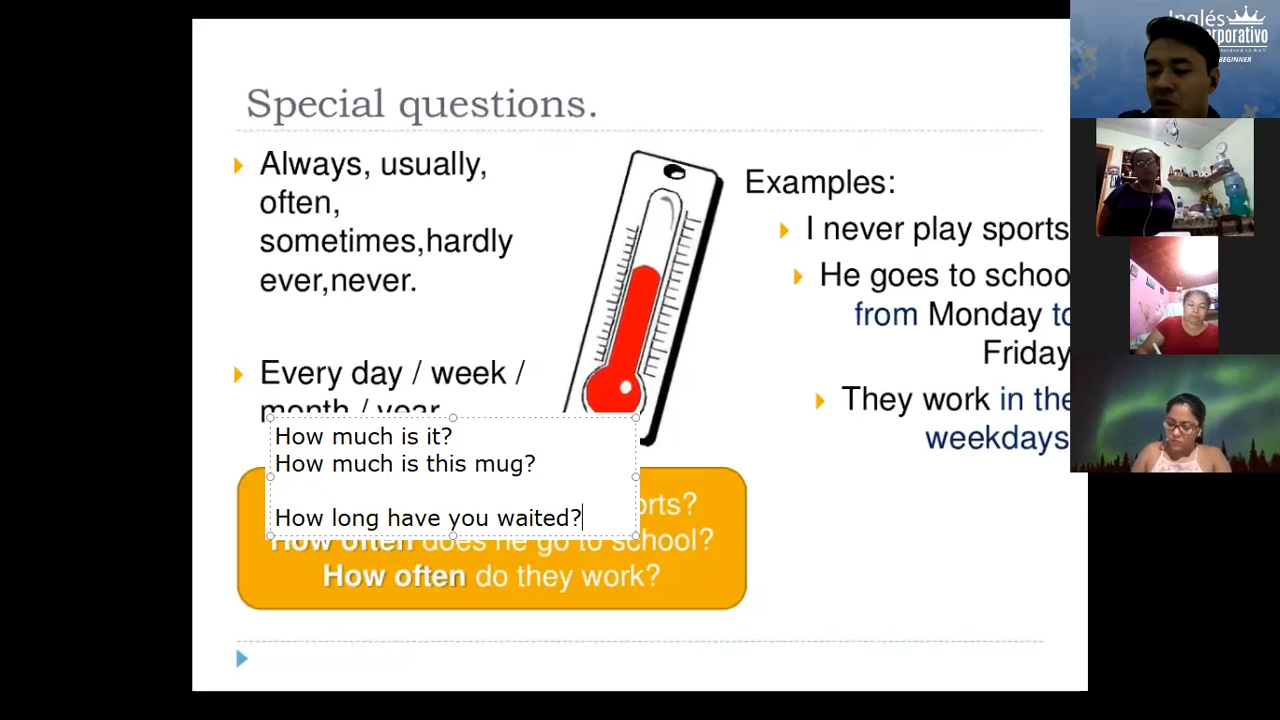 Special questions.
Always, usually,
often,
sometimes,hardly
ever,never.
Every day / week /
month / year
Examples:
I never play sports
He goes to schoo
from Monday to
Friday
They work in the
weekdays
How much is it?
How much is this mug?
How long have you waited?
orts?
How often does he go to school?
How often do they work?
Inglés
orporativo
BEGINNER